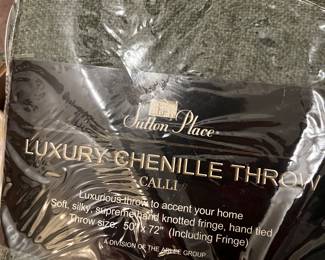 Sutton Place®
LUXURY CHENILLE THROW
CALLI
Luxurious throw to accent your home
Soft, silky, supreme hand knotted fringe, hand tied
Throw size: 50" x 72" (Including Fringe)
A DIVISION OF THE GROUP